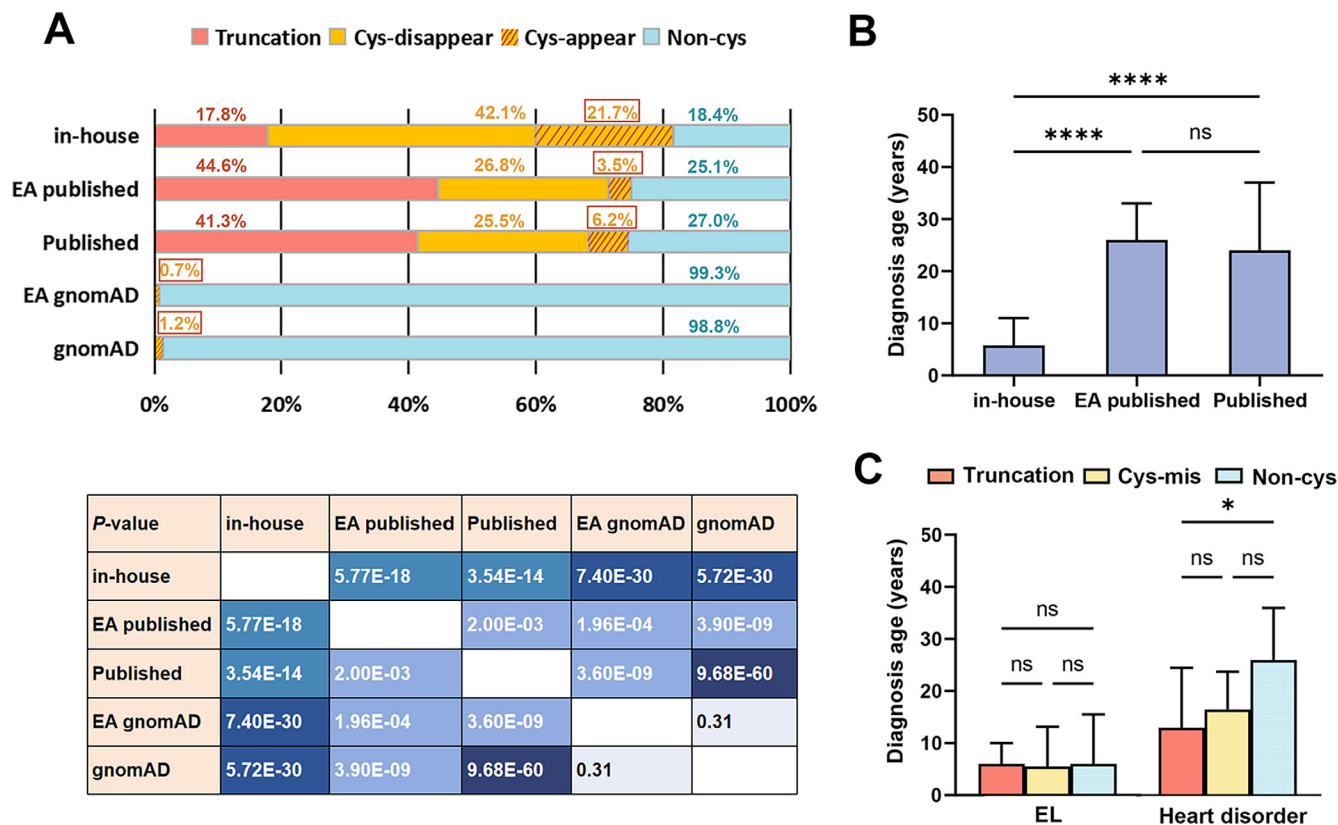 A
Truncation Cys-disappear Cys-appear Non-cys
17.8% 42.1% 21.7% 18.4%
in-house
44.6% 26.8% 3.5% 25.1%
EA published
41.3% 25.5% 6.2% 27.0%
Published
0.7% 99.3%
EA gnomAD
1.2% 98.8%
gnomAD
0% 20% 40% 60% 80% 100%
P-value in-house EA published Published EA gnomAD gnomAD
in-house 5.77E-18 3.54E-14 7.40E-30 5.72E-30
EA published 5.77E-18 2.00E-03 1.96E-04 3.90E-09
Published 3.54E-14 2.00E-03 3.60E-09 9.68E-60
EA gnomAD 7.40E-30 1.96E-04 3.60E-09 0.31
gnomAD 5.72E-30 3.90E-09 9.68E-60 0.31
B
Diagnosis age (years)
50
40
30
20
10
0
****
**** ns
in-house EA published Published
C
Truncation Cys-mis Non-cys
Diagnosis age (years)
50
40
30
20
10
0
*
ns ns
ns
ns ns
EL Heart disorder